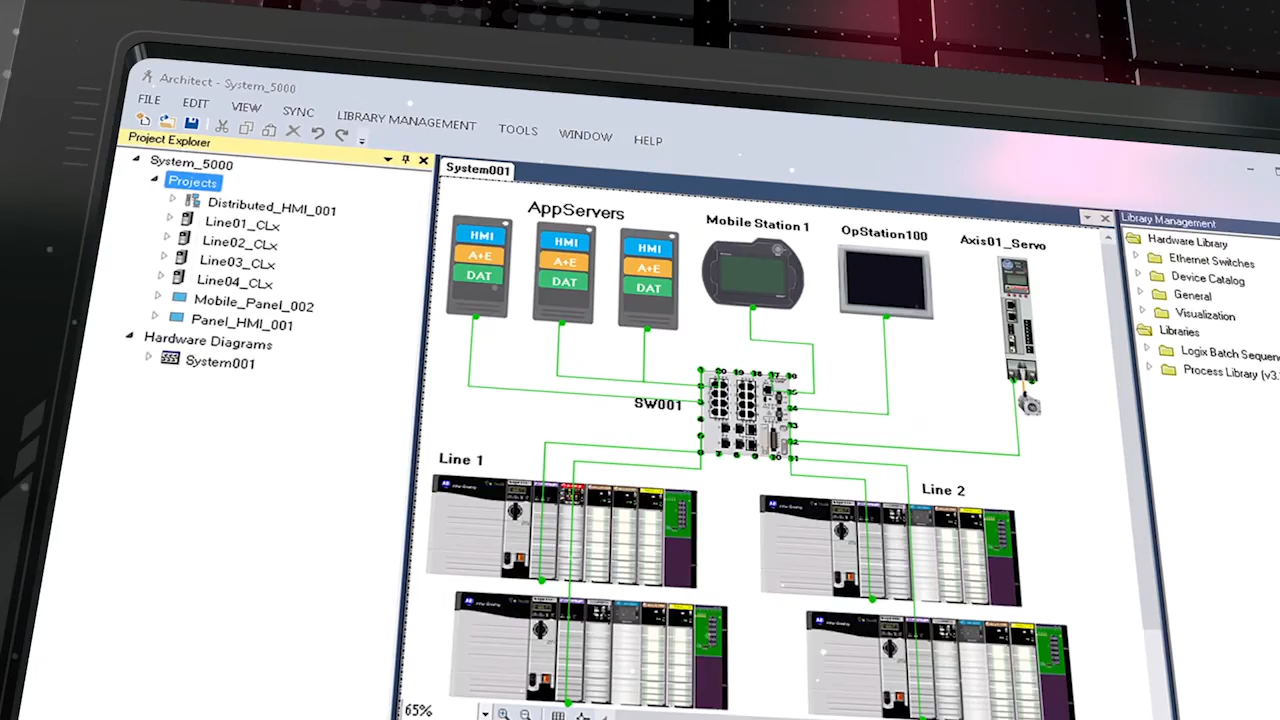 Architect - System_5000
FILE EDIT VIEW SYNC LIBRARY MANAGEMENT TOOLS WINDOW HELP
Project Explorer
System_5000
Projects
Distributed_HMI_001
Line01_CLx
Line02_CLx
Line03_CLx
Line04_CLx
Mobile_Panel_002
Panel_HMI_001
Hardware Diagrams
System001
System001
AppServers
HMI
A+E
DAT
HMI
A+E
DAT
HMI
A+E
DAT
Mobile Station 1
OpStation100
Axis01_Servo
SW001
Line 1
Line 2
65%
Library Management
Hardware Library
Ethernet Switches
Device Catalog
General
Visualization
Libraries
Logix Batch Sequen
Process Library (v3.